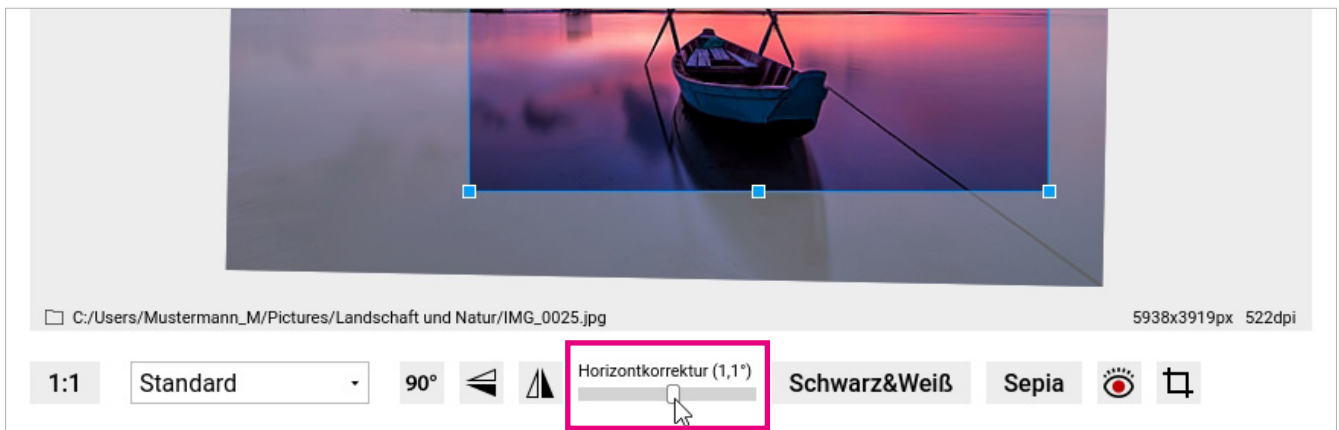 C:/Users/Mustermann_M/Pictures/Landschaft und Natur/IMG_0025.jpg 5938x3919px 522dpi
1:1 Standard 90° Horizontkorrektur (1,1°) Schwarz&Weiß Sepia